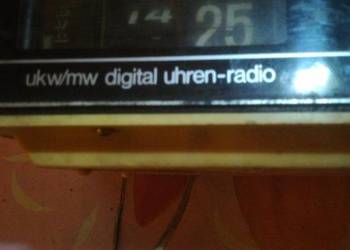 25
ukw/mw digital uhren-radio